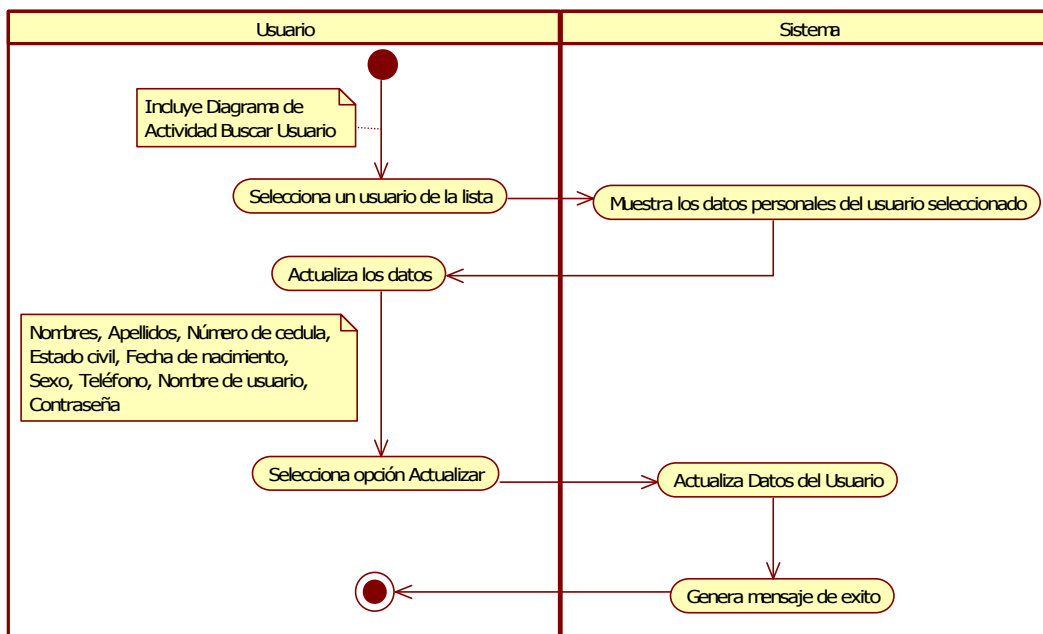 Usuario
Sistema
Incluye Diagrama de
Actividad Buscar Usuario
Selecciona un usuario de la lista
Muestra los datos personales del usuario seleccionado
Actualiza los datos
Nombres, Apellidos, Número de cedula,
Estado civil, Fecha de nacimiento,
Sexo, Teléfono, Nombre de usuario,
Contraseña
Selecciona opción Actualizar
Actualiza Datos del Usuario
Genera mensaje de exito